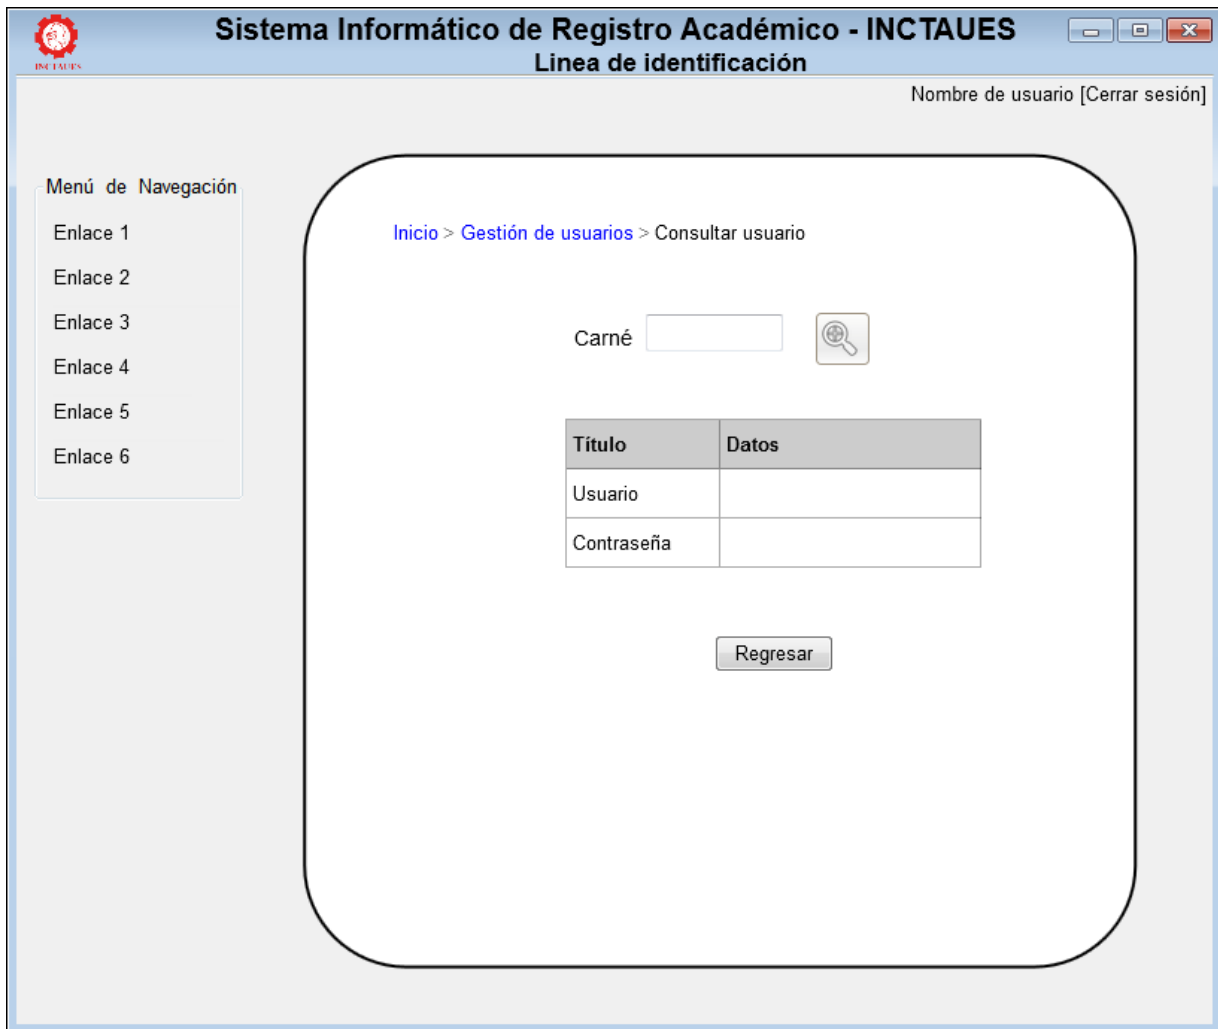 Sistema Informático de Registro Académico - INCTAUES
Linea de identificación
INCTAUES
Nombre de usuario [Cerrar sesión]
Menú de Navegación
Enlace 1
Enlace 2
Enlace 3
Enlace 4
Enlace 5
Enlace 6
Inicio > Gestión de usuarios > Consultar usuario
Carné
Título Datos
Usuario
Contraseña
Regresar